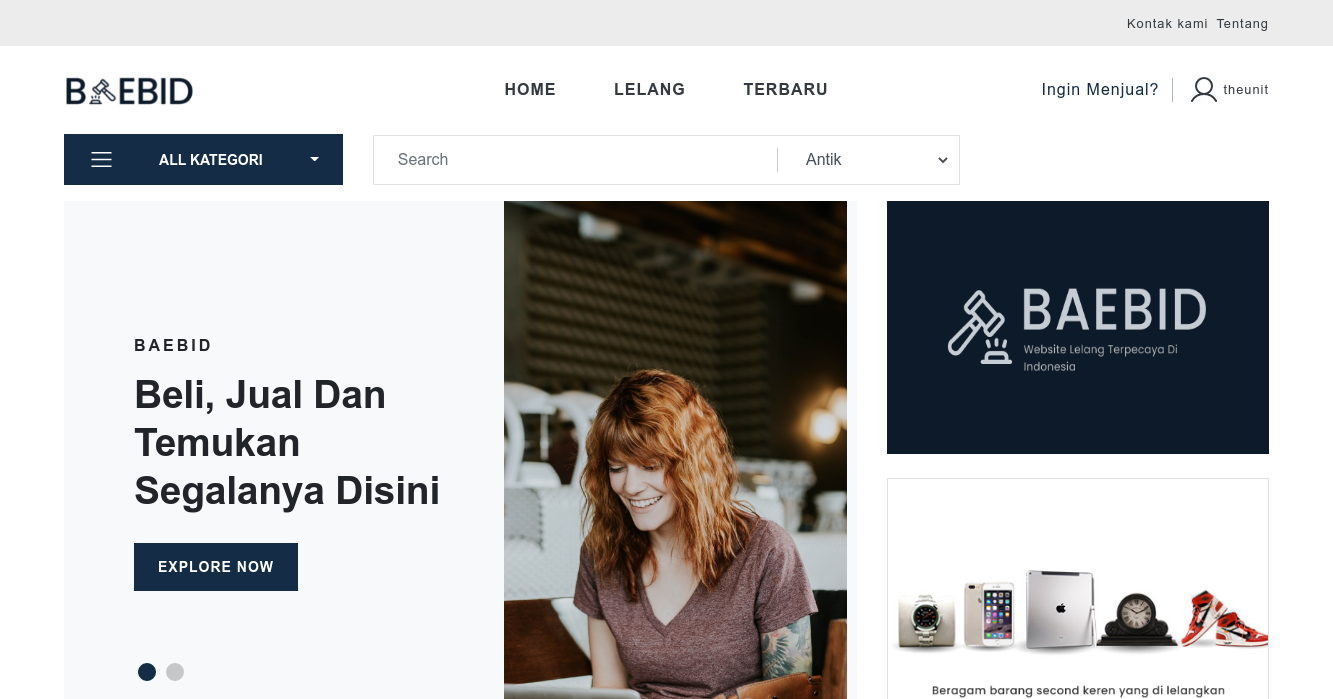 Kontak kami Tentang
BAEBID
HOME LELANG TERBARU
Ingin Menjual? theunit
ALL KATEGORI
Search
Antik
BAEBID
Beli, Jual Dan
Temukan
Segalanya Disini
EXPLORE NOW
BAEBID
Website Lelang Terpecaya Di
Indonesia
Beragam barang second keren yang di lelangkan